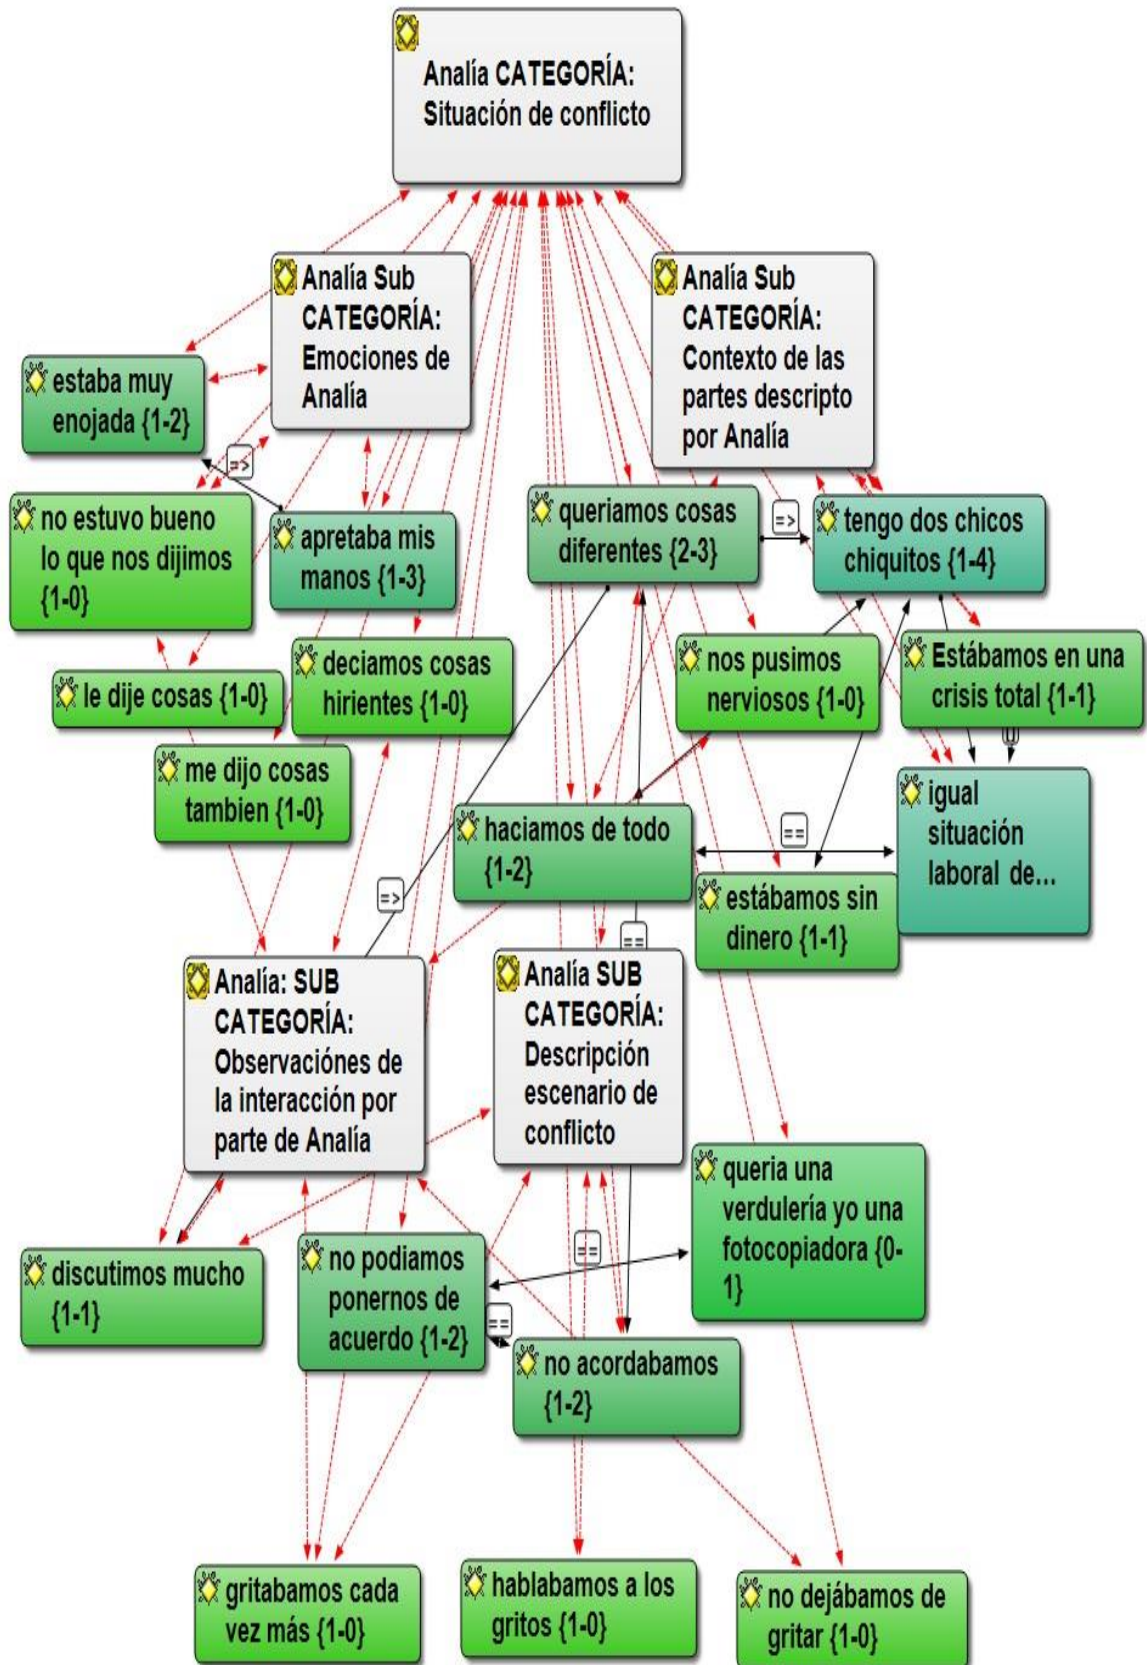 Analía CATEGORÍA:
Situación de conflicto
Analía Sub
CATEGORÍA:
Emociones de
Analía
Analía Sub
CATEGORÍA:
Contexto de las
partes descripto
por Analía
estaba muy
enojada {1-2}
=>
no estuvo bueno
lo que nos dijimos
{1-0}
apretaba mis
manos {1-3}
queriamos cosas
diferentes {2-3}
=>
tengo dos chicos
chiquitos {1-4}
le dije cosas {1-0}
deciamos cosas
hirientes {1-0}
nos pusimos
nerviosos {1-0}
Estábamos en una
crisis total {1-1}
me dijo cosas
tambien {1-0}
haciamos de todo
{1-2}
==
igual
situación
laboral de...
estábamos sin
dinero {1-1}
=>
==
Analía: SUB
CATEGORÍA:
Observaciónes de
la interacción por
parte de Analía
Analía SUB
CATEGORÍA:
Descripción
escenario de
conflicto
queria una
verdulería yo una
fotocopiadora {0-
1}
discutimos mucho
{1-1}
no podiamos
ponernos de
acuerdo {1-2}
==
==
no acordabamos
{1-2}
gritabamos cada
vez más {1-0}
hablabamos a los
gritos {1-0}
no dejábamos de
gritar {1-0}